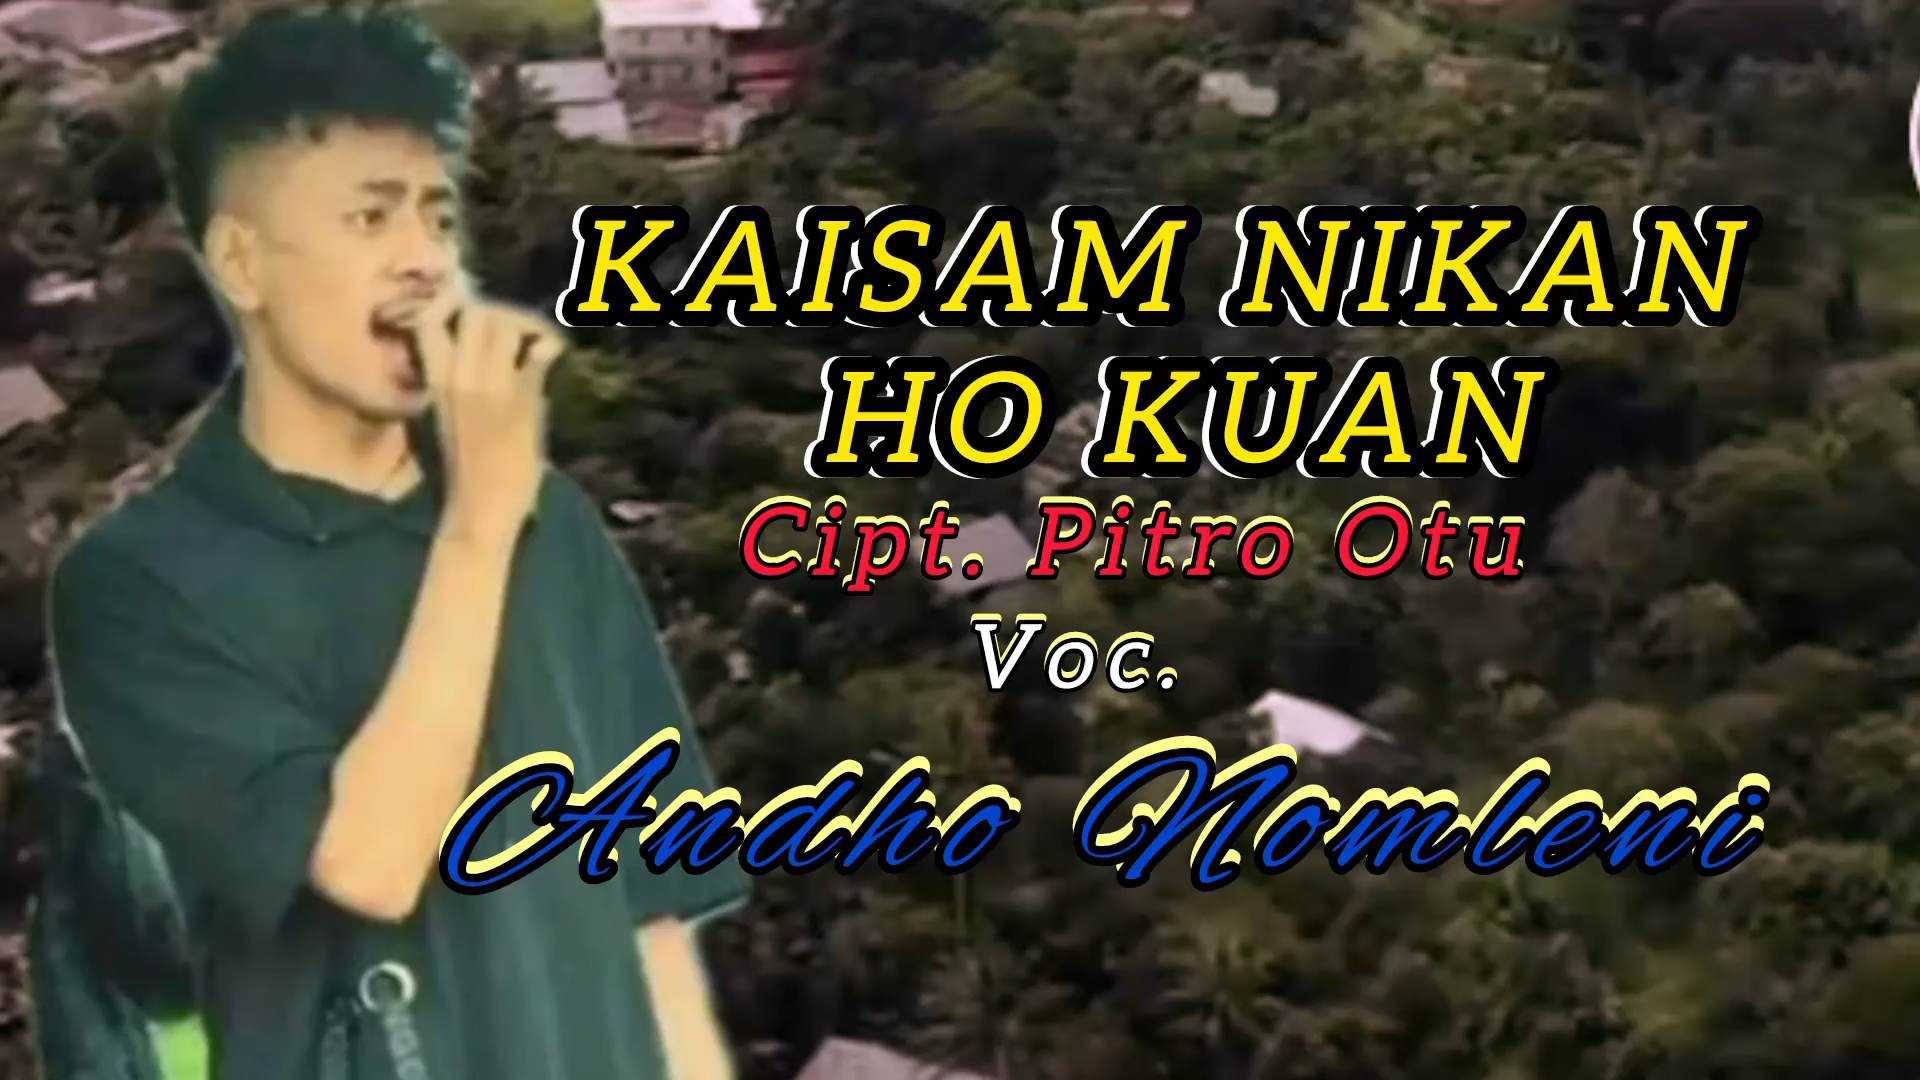 KAISAM NIKAN
HO KUAN
Cipt. Pitro Otu
Voc.
Andho Nomleni